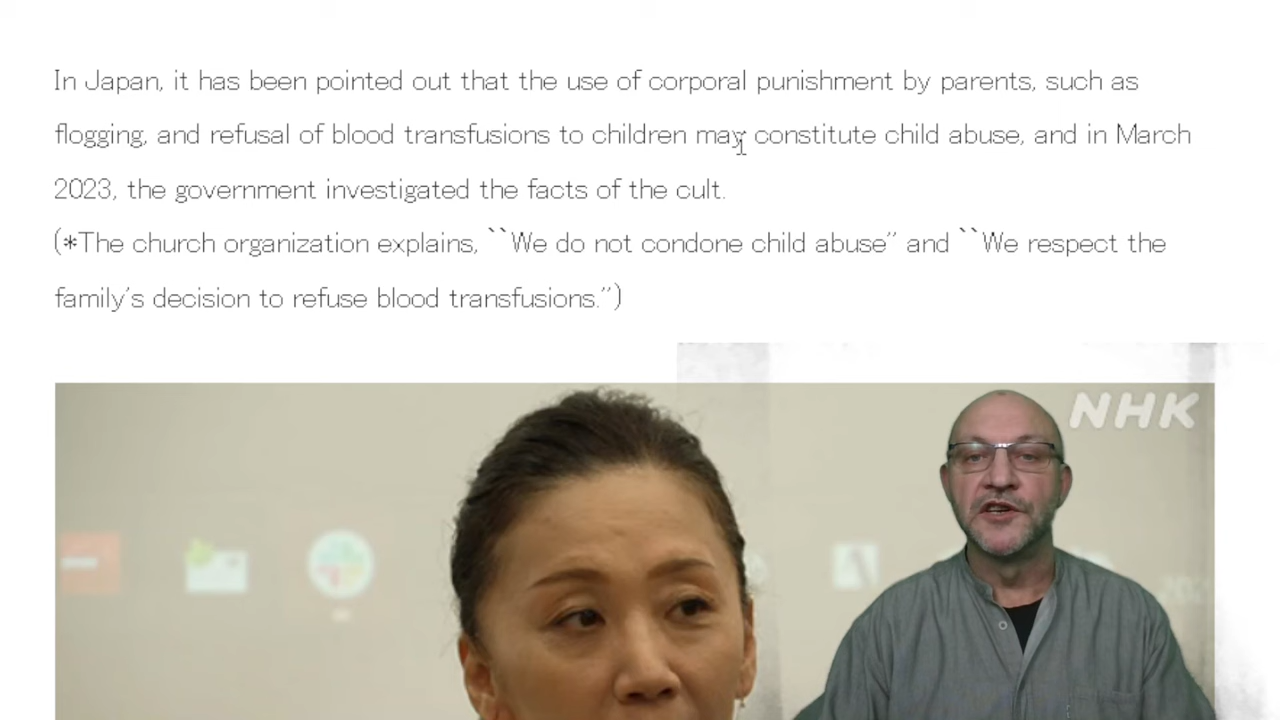 In Japan, it has been pointed out that the use of corporal punishment by parents, such as
flogging, and refusal of blood transfusions to children may constitute child abuse, and in March
2023, the government investigated the facts of the cult.
(*The church organization explains, ``We do not condone child abuse” and ``We respect the
family’s decision to refuse blood transfusions.”)
NHK